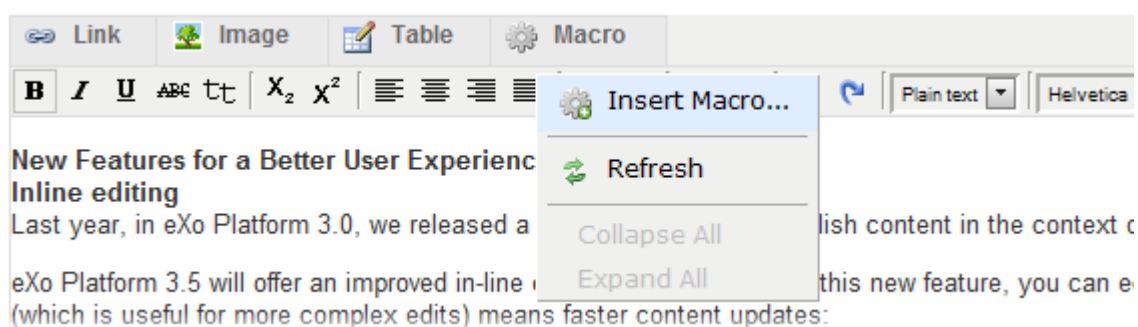 Link Image Table Macro
B I U ABC tt X2 X2 Plain text Helvetica
Insert Macro...
Refresh
Collapse All
Expand All
New Features for a Better User Experienc
Inline editing
Last year, in eXo Platform 3.0, we released a lish content in the context
eXo Platform 3.5 will offer an improved in-line this new feature, you can
(which is useful for more complex edits) means faster content updates: